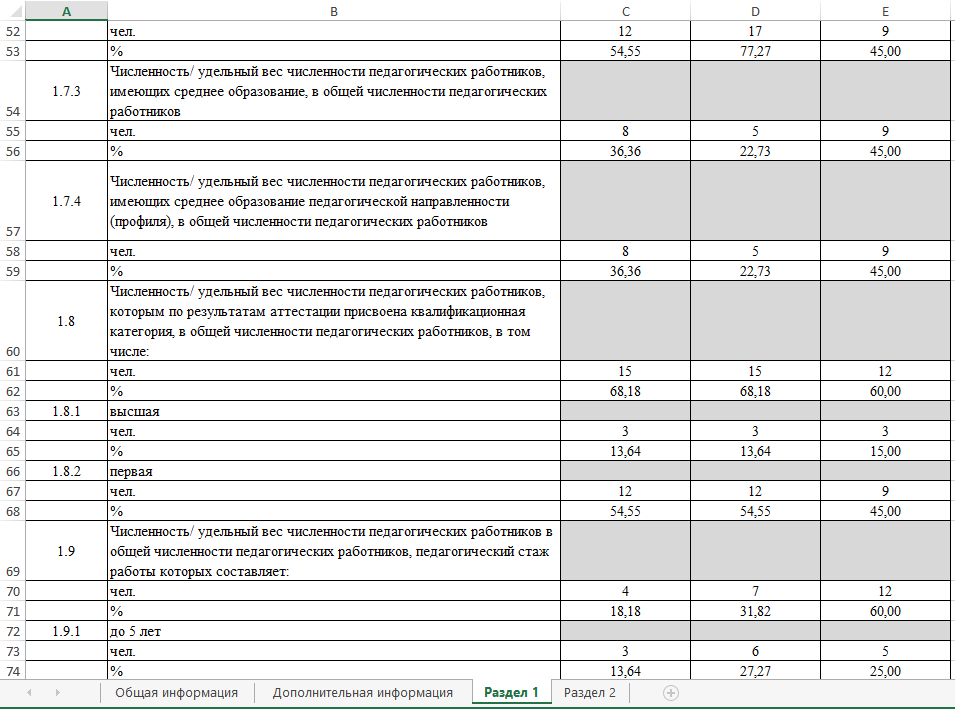 A B C D E
52 чел. 12 17 9
53 % 54,55 77,27 45,00
Численность/ удельный вес численности педагогических работников,
1.7.3 имеющих среднее образование, в общей численности педагогических
54 работников
55 чел. 8 5 9
56 % 36,36 22,73 45,00
Численность/ удельный вес численности педагогических работников,
1.7.4 имеющих среднее образование педагогической направленности
(профиля), в общей численности педагогических работников
57
58 чел. 8 5 9
59 % 36,36 22,73 45,00
Численность/ удельный вес численности педагогических работников,
которым по результатам аттестации присвоена квалификационная
1.8
категория, в общей численности педагогических работников, в том
60 числе:
61 чел. 15 15 12
62 % 68,18 68,18 60,00
63 1.8.1 высшая
64 чел. 3 3 3
65 % 13,64 13,64 15,00
66 1.8.2 первая
67 чел. 12 12 9
68 % 54,55 54,55 45,00
Численность/ удельный вес численности педагогических работников в
1.9 общей численности педагогических работников, педагогический стаж
69 работы которых составляет:
70 чел. 4 7 12
71 % 18,18 31,82 60,00
72 1.9.1 до 5 лет
73 чел. 3 6 5
74 % 13,64 27,27 25,00
Общая информация Дополнительная информация Раздел 1 Раздел 2